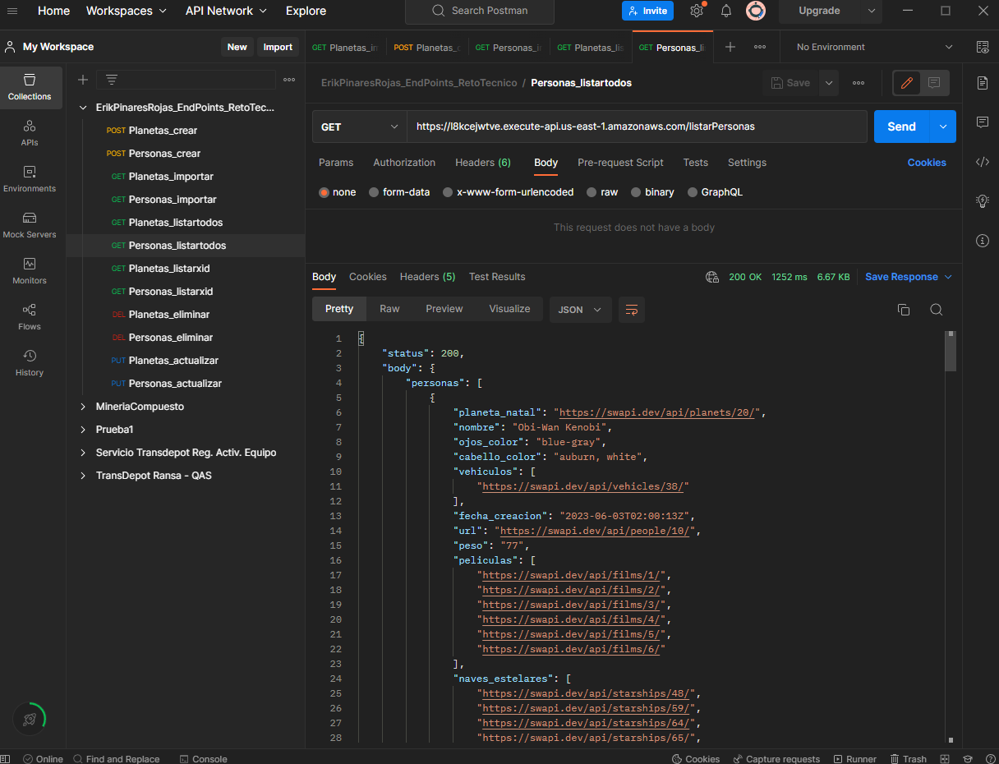 Home Workspaces API Network Explore Search Postman Invite Upgrade
My Workspace New Import
GET Planetas_in POST Planetas_c GET Personas_in GET Planetas_lis GET Personas_li No Environment
Collections
APIs
Environments
Mock Servers
Monitors
Flows
History
ErikPinaresRojas_EndPoints_RetoTec...
POST Planetas_crear
POST Personas_crear
GET Planetas_importar
GET Personas_importar
GET Planetas_listartodos
GET Personas_listartodos
GET Planetas_listarxid
GET Personas_listarxid
DEL Planetas_eliminar
DEL Personas_eliminar
PUT Planetas_actualizar
PUT Personas_actualizar
MineriaCompuesto
Prueba1
Servicio Transdepot Reg. Activ. Equipo
TransDepot Ransa - QAS
ErikPinaresRojas_EndPoints_RetoTecnico / Personas_listartodos Save
GET https://l8kcejwtve.execute-api.us-east-1.amazonaws.com/listarPersonas Send
Params Authorization Headers (6) Body Pre-request Script Tests Settings Cookies
none form-data x-www-form-urlencoded raw binary GraphQL
This request does not have a body
Body Cookies Headers (5) Test Results 200 OK 1252 ms 6.67 KB Save Response
Pretty Raw Preview Visualize JSON
1 {
2 "status": 200,
3 "body": {
4 "personas": [
5 {
6 "planeta_natal": "https://swapi.dev/api/planets/20/",
7 "nombre": "Obi-Wan Kenobi",
8 "ojos_color": "blue-gray",
9 "cabello_color": "auburn, white",
10 "vehiculos": [
11 "https://swapi.dev/api/vehicles/38/"
12 ],
13 "fecha_creacion": "2023-06-03T02:00:13Z",
14 "url": "https://swapi.dev/api/people/10/",
15 "peso": "77",
16 "peliculas": [
17 "https://swapi.dev/api/films/1/",
18 "https://swapi.dev/api/films/2/",
19 "https://swapi.dev/api/films/3/",
20 "https://swapi.dev/api/films/4/",
21 "https://swapi.dev/api/films/5/",
22 "https://swapi.dev/api/films/6/"
23 ],
24 "naves_estelares": [
25 "https://swapi.dev/api/starships/48/",
26 "https://swapi.dev/api/starships/59/",
27 "https://swapi.dev/api/starships/64/",
28 "https://swapi.dev/api/starships/65/",
Online Find and Replace Console Cookies Capture requests Runner Trash